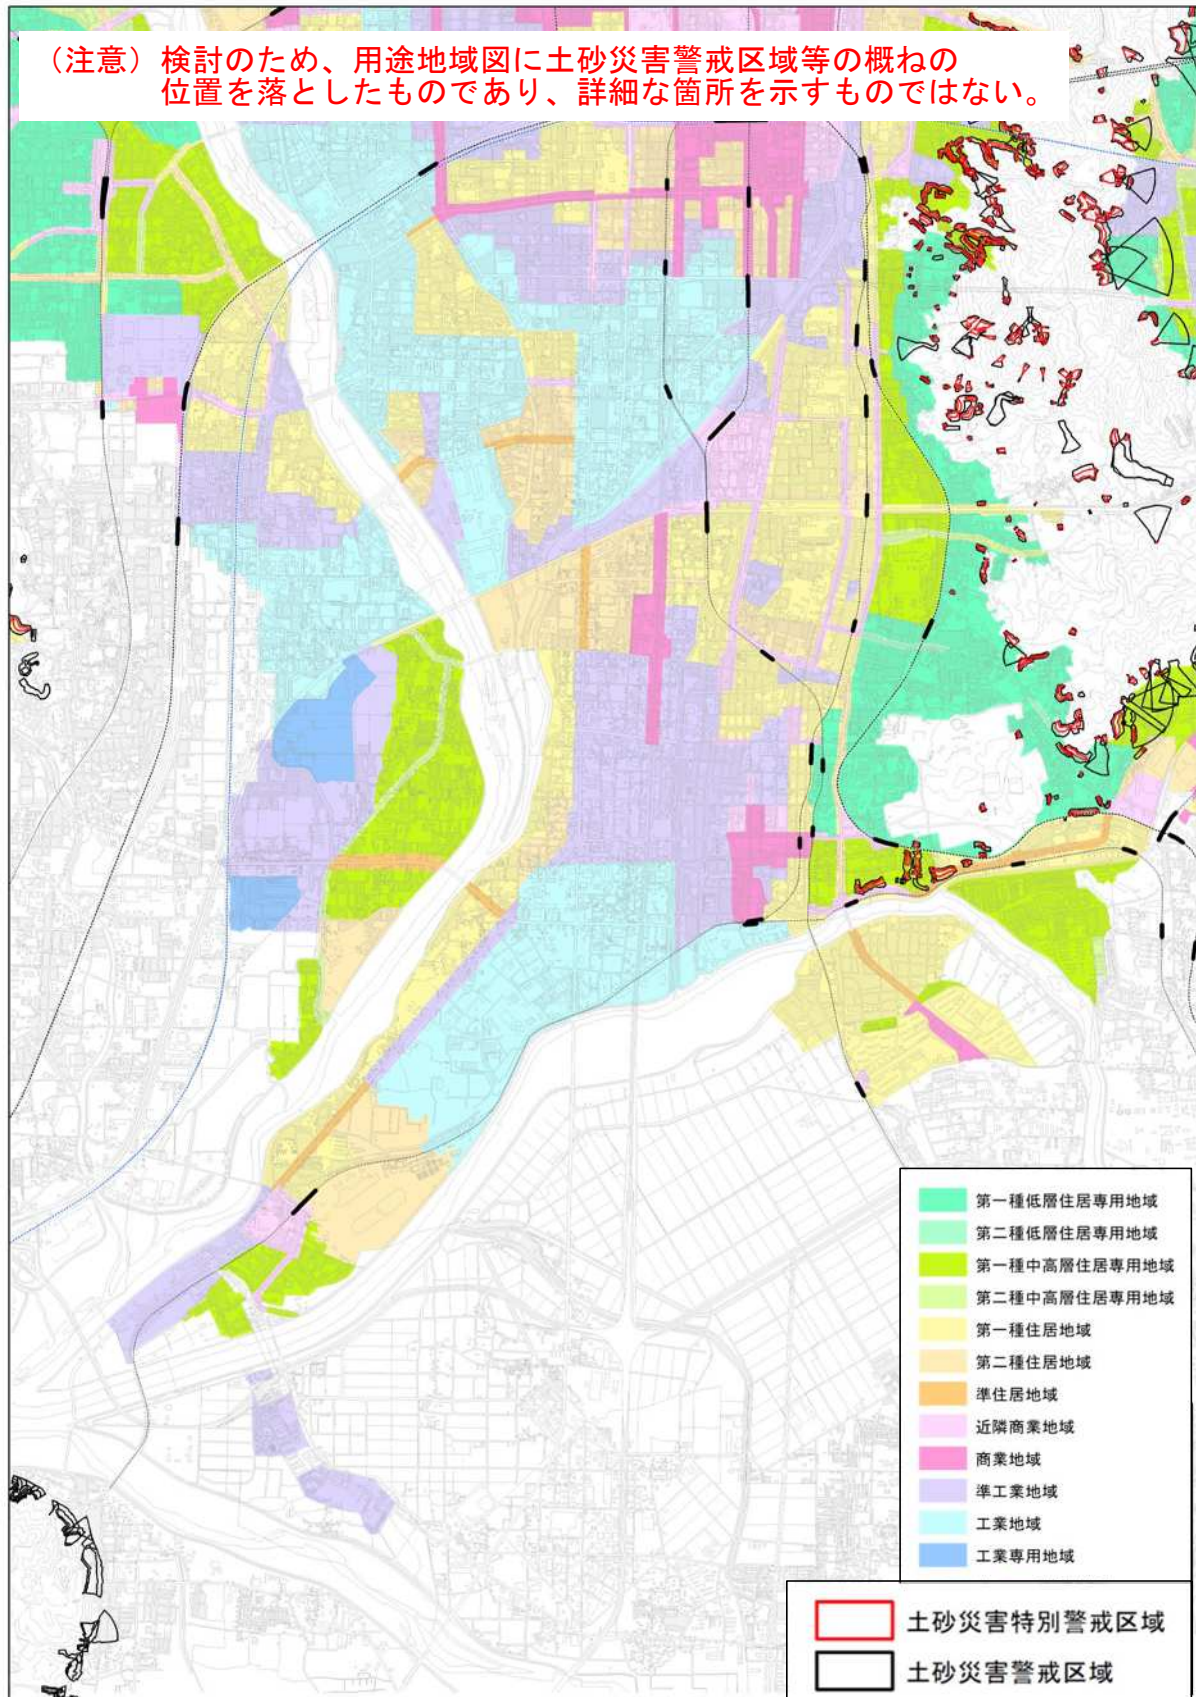 （注意）検討のため、用途地域図に土砂災害警戒区域等の概ねの
位置を落としたものであり、詳細な箇所を示すものではない。
第一種低層住居専用地域
第二種低層住居専用地域
第一種中高層住居専用地域
第二種中高層住居専用地域
第一種住居地域
第二種住居地域
準住居地域
近隣商業地域
商業地域
準工業地域
工業地域
工業専用地域
土砂災害特別警戒区域
土砂災害警戒区域